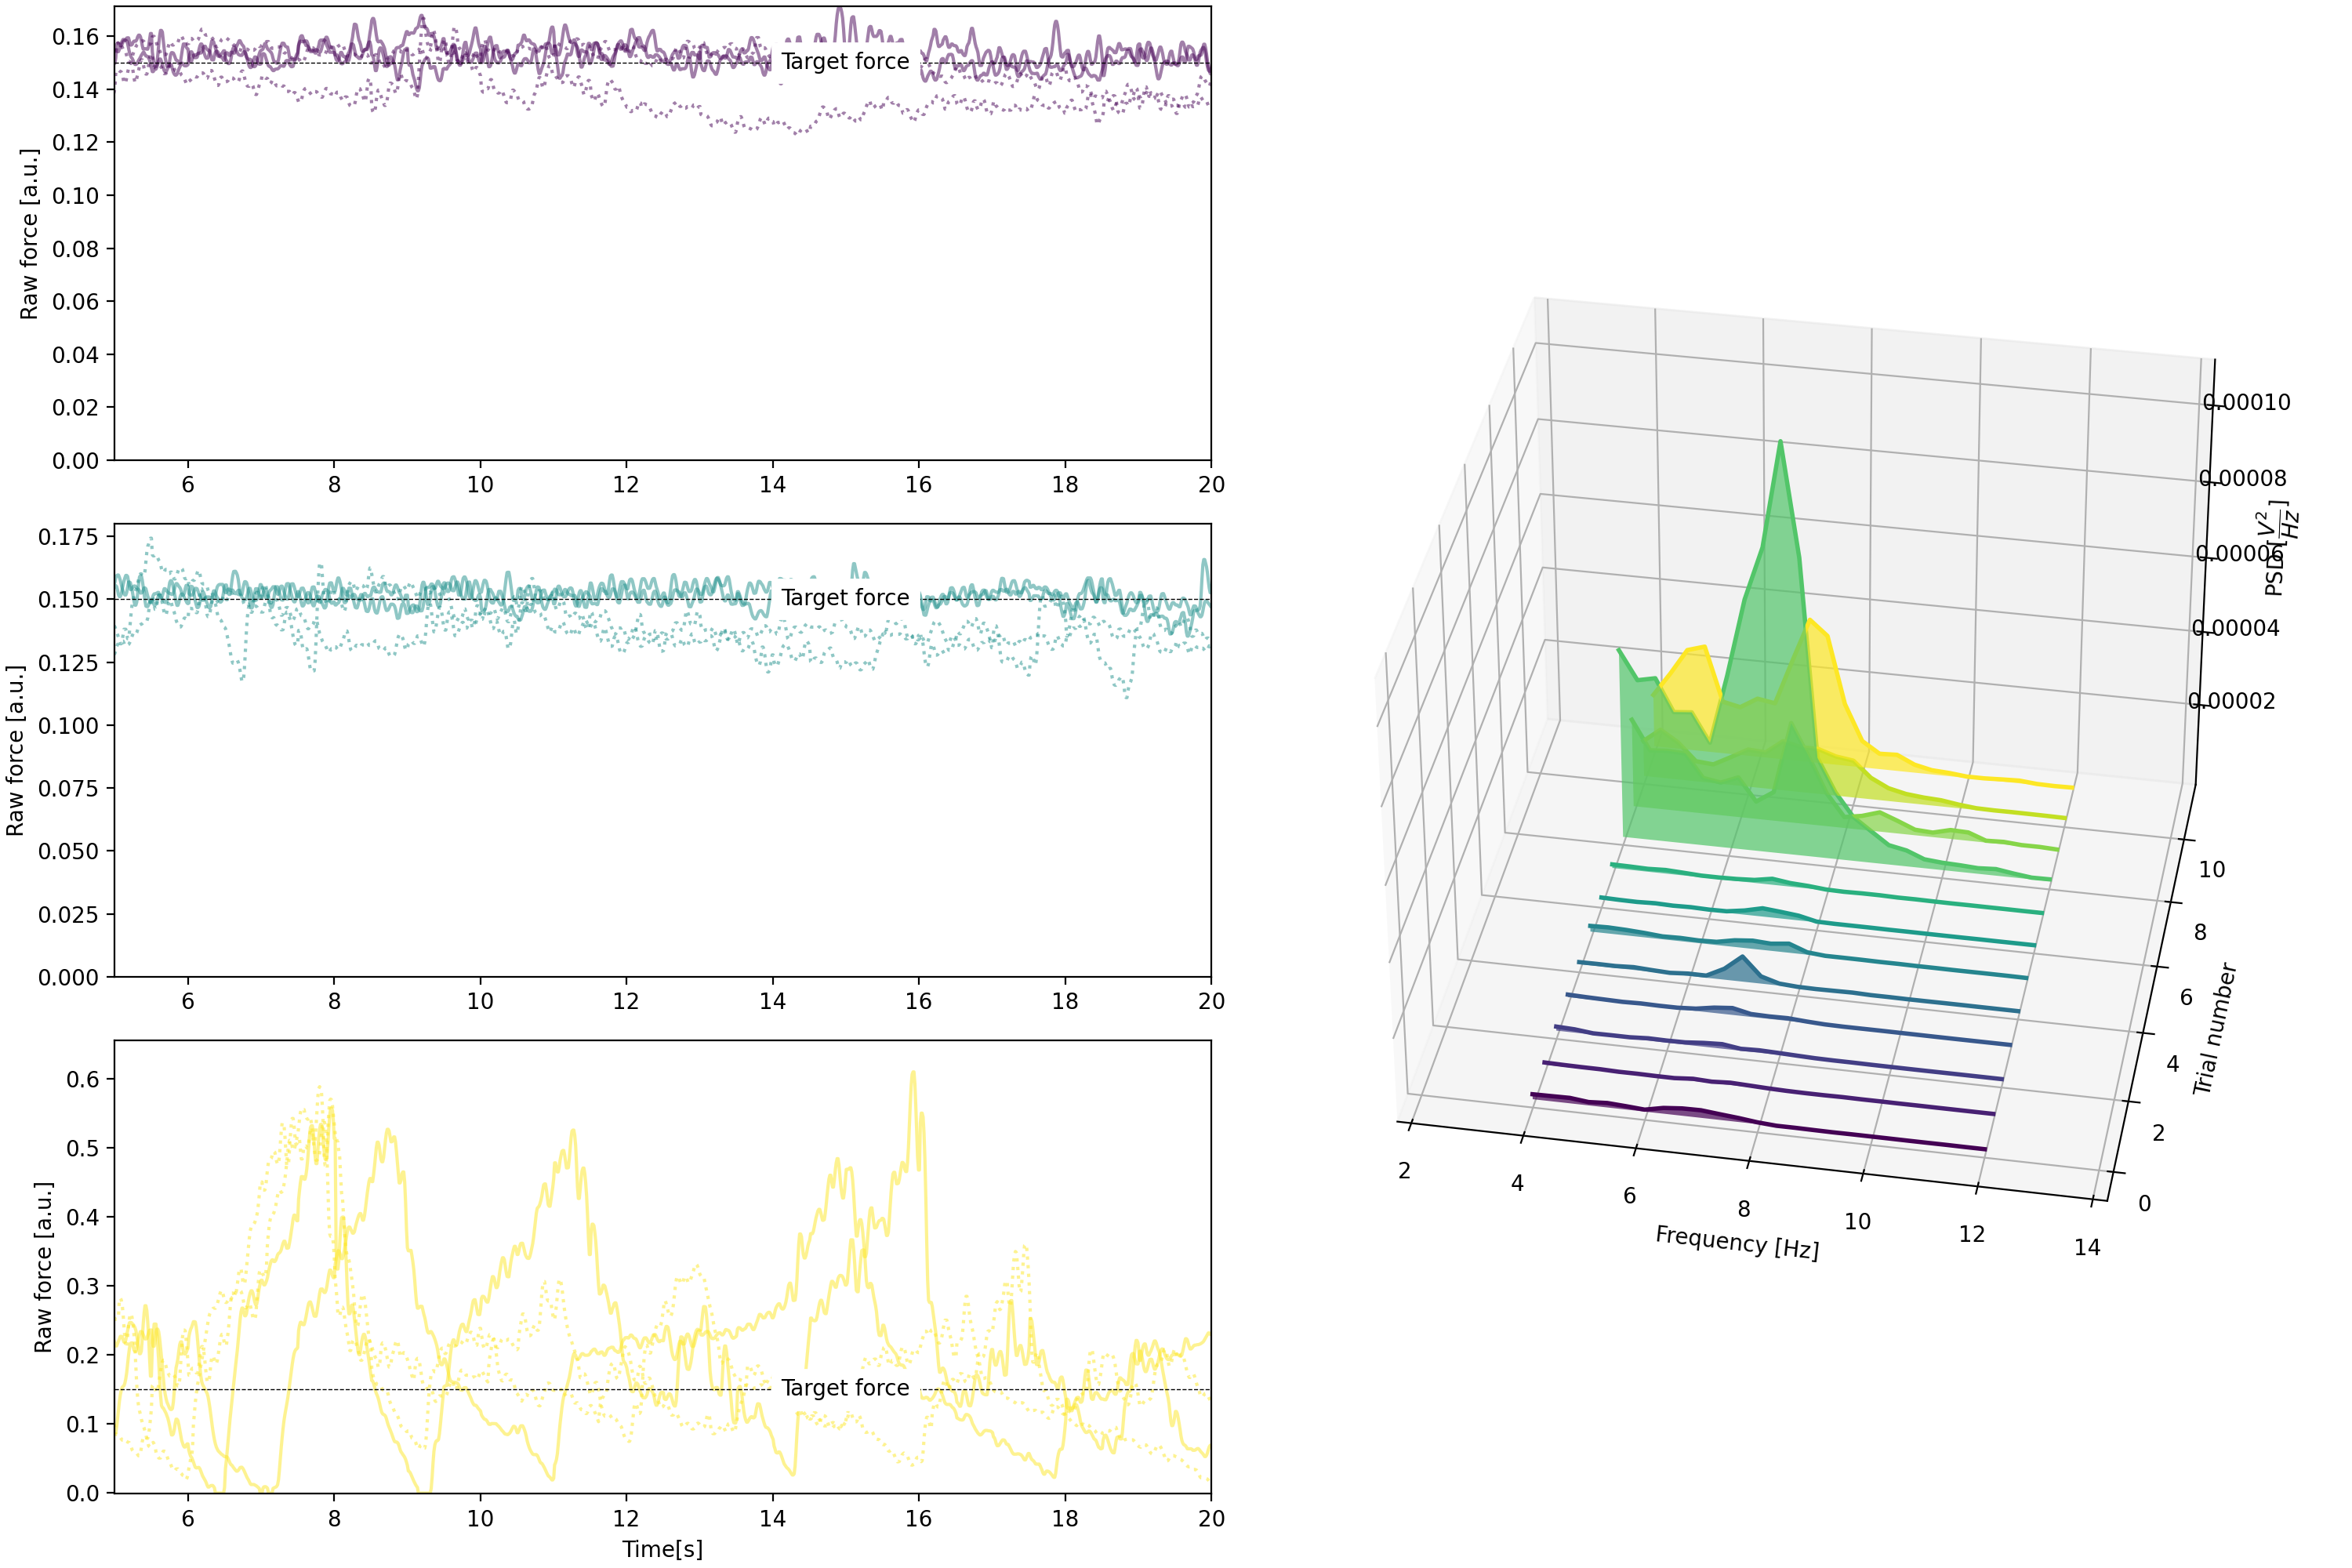 Raw force [a.u.]
0.16
0.14
0.12
0.10
0.08
0.06
0.04
0.02
0.00
Target force
6 8 10 12 14 16 18 20
Raw force [a.u.]
0.175
0.150
0.125
0.100
0.075
0.050
0.025
0.000
Target force
6 8 10 12 14 16 18 20
Raw force [a.u.]
0.6
0.5
0.4
0.3
0.2
0.1
0.0
Target force
6 8 10 12 14 16 18 20
Time[s]
0.00010
0.00008
0.00006
0.00004
0.00002
PSD[V²/Hz]
10
8
6
4
2
0
Trial number
2 4 6 8 10 12 14
Frequency [Hz]